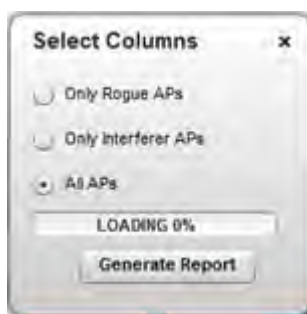 Select Columns ×
Only Rogue APs
Only Interferer APs
All APs
LOADING 0%
Generate Report